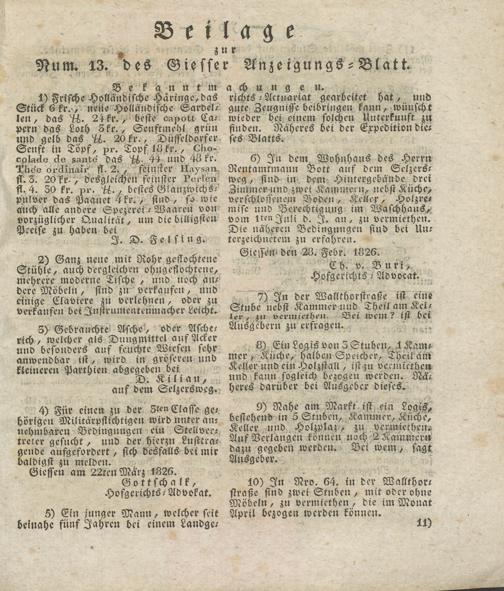 Beilage
zur
Num. 13. des Giesser Anzeigungs-Blatt.
Bekanntmachungen.
1) Frische Holländische Häringe, das
Stück 6 kr., neue Holländische Sardel-
len, das ℔. 24 kr., beste capott Ca-
pern das Loth 3 kr., Senfmehl grün
und gelb das ℔. 20 kr., Düsseldorfer
Senft in Topf, pr. Topf 18 kr., Cho-
colade de santé das ℔. 44 und 48 kr.
Thée ordinair fl. 2., feinster Haysan
fl. 3. 20 kr., desgleichen feinster Perlen
fl. 4. 30 kr. pr. ℔., bestes Glanzwichs-
pulver das Paquet 4 kr., sind, so wie
auch alle andre Spezerei-Waaren von
vorzüglicher Qualität, um die billigsten
Preise zu haben bei
J. D. Felsing.
2) Ganz neue mit Rohr geflochtene
Stühle, auch dergleichen ohngeflochtene,
mehrere moderne Tische, und noch an-
dere Möbeln, sind zu verkaufen, und
einige Claviere zu verlehnen, oder zu
verkaufen bei Instrumentenmacher Leicht.
3) Gebrauchte Asche, oder Asche-
rich, welcher als Dungmittel auf Äcker
und besonders auf feuchte Wiesen sehr
anwendbar ist, wird in größeren und
kleineren Parthien abgegeben bei
D. Kilian,
auf dem Selzersweg.
4) Für einen zu der 3ten Classe ge-
hörigen Militärpflichtigen wird unter an-
nehmbaren Bedingungen ein Stellver-
treter gesucht, und der hierzu Lusttra-
gende aufgefordert, sich desfalls bei mir
baldigst zu melden.
Giessen am 22ten März 1826.
Gottschalk,
Hofgerichts-Advokat.
5) Ein junger Mann, welcher seit
beinahe fünf Jahren bei einem Landge-
richts-Actuariat gearbeitet hat, und
gute Zeugnisse beibringen kann, wünscht
wieder bei einem solchen Unterkunft zu
finden. Näheres bei der Expedition die-
ses Blatts.
6) In dem Wohnhaus des Herrn
Rentamtmann Bott auf dem Selzers-
weg, sind in dem Hintergebände drei
Zimmer und zwei Kammern, nebst Küche,
verschlossenem Boden, Keller, Holzre-
mise und Berechtigung im Waschhaus,
vom 1ten Juli d. J. an, zu vermiethen.
Die näheren Bedingungen sind bei Un-
terzeichnetem zu erfahren.
Giessen den 28. Febr. 1826.
Ch. v. Buri,
Hofgerichts-Advocat.
7) In der Wallthorstraße ist eine
Stube nebst Kammer und Theil am Kel-
ler, zu vermiethen. Bei wem? ist bei
Ausgebern zu erfragen.
8) Ein Logis von 3 Stuben, 1 Kam-
mer, Küche, halben Speicher, Theil am
Keller und ein Holzstall, ist zu vermiethen
und kann sogleich bezogen werden. Nä-
heres darüber bei Ausgeber dieses.
9) Nahe am Markt ist ein Logis,
bestehend in 3 Stuben, Kammer, Küche,
Keller und Holzplaz, zu vermiethen.
Auf Verlangen können noch 2 Kammern
dazu gegeben werden. Bei wem, sagt
Ausgeber.
10) In Nro. 64. in der Wallthor-
straße sind zwei Stuben, mit oder ohne
Möbeln, zu vermiethen, die im Monat
April bezogen werden können.
11)